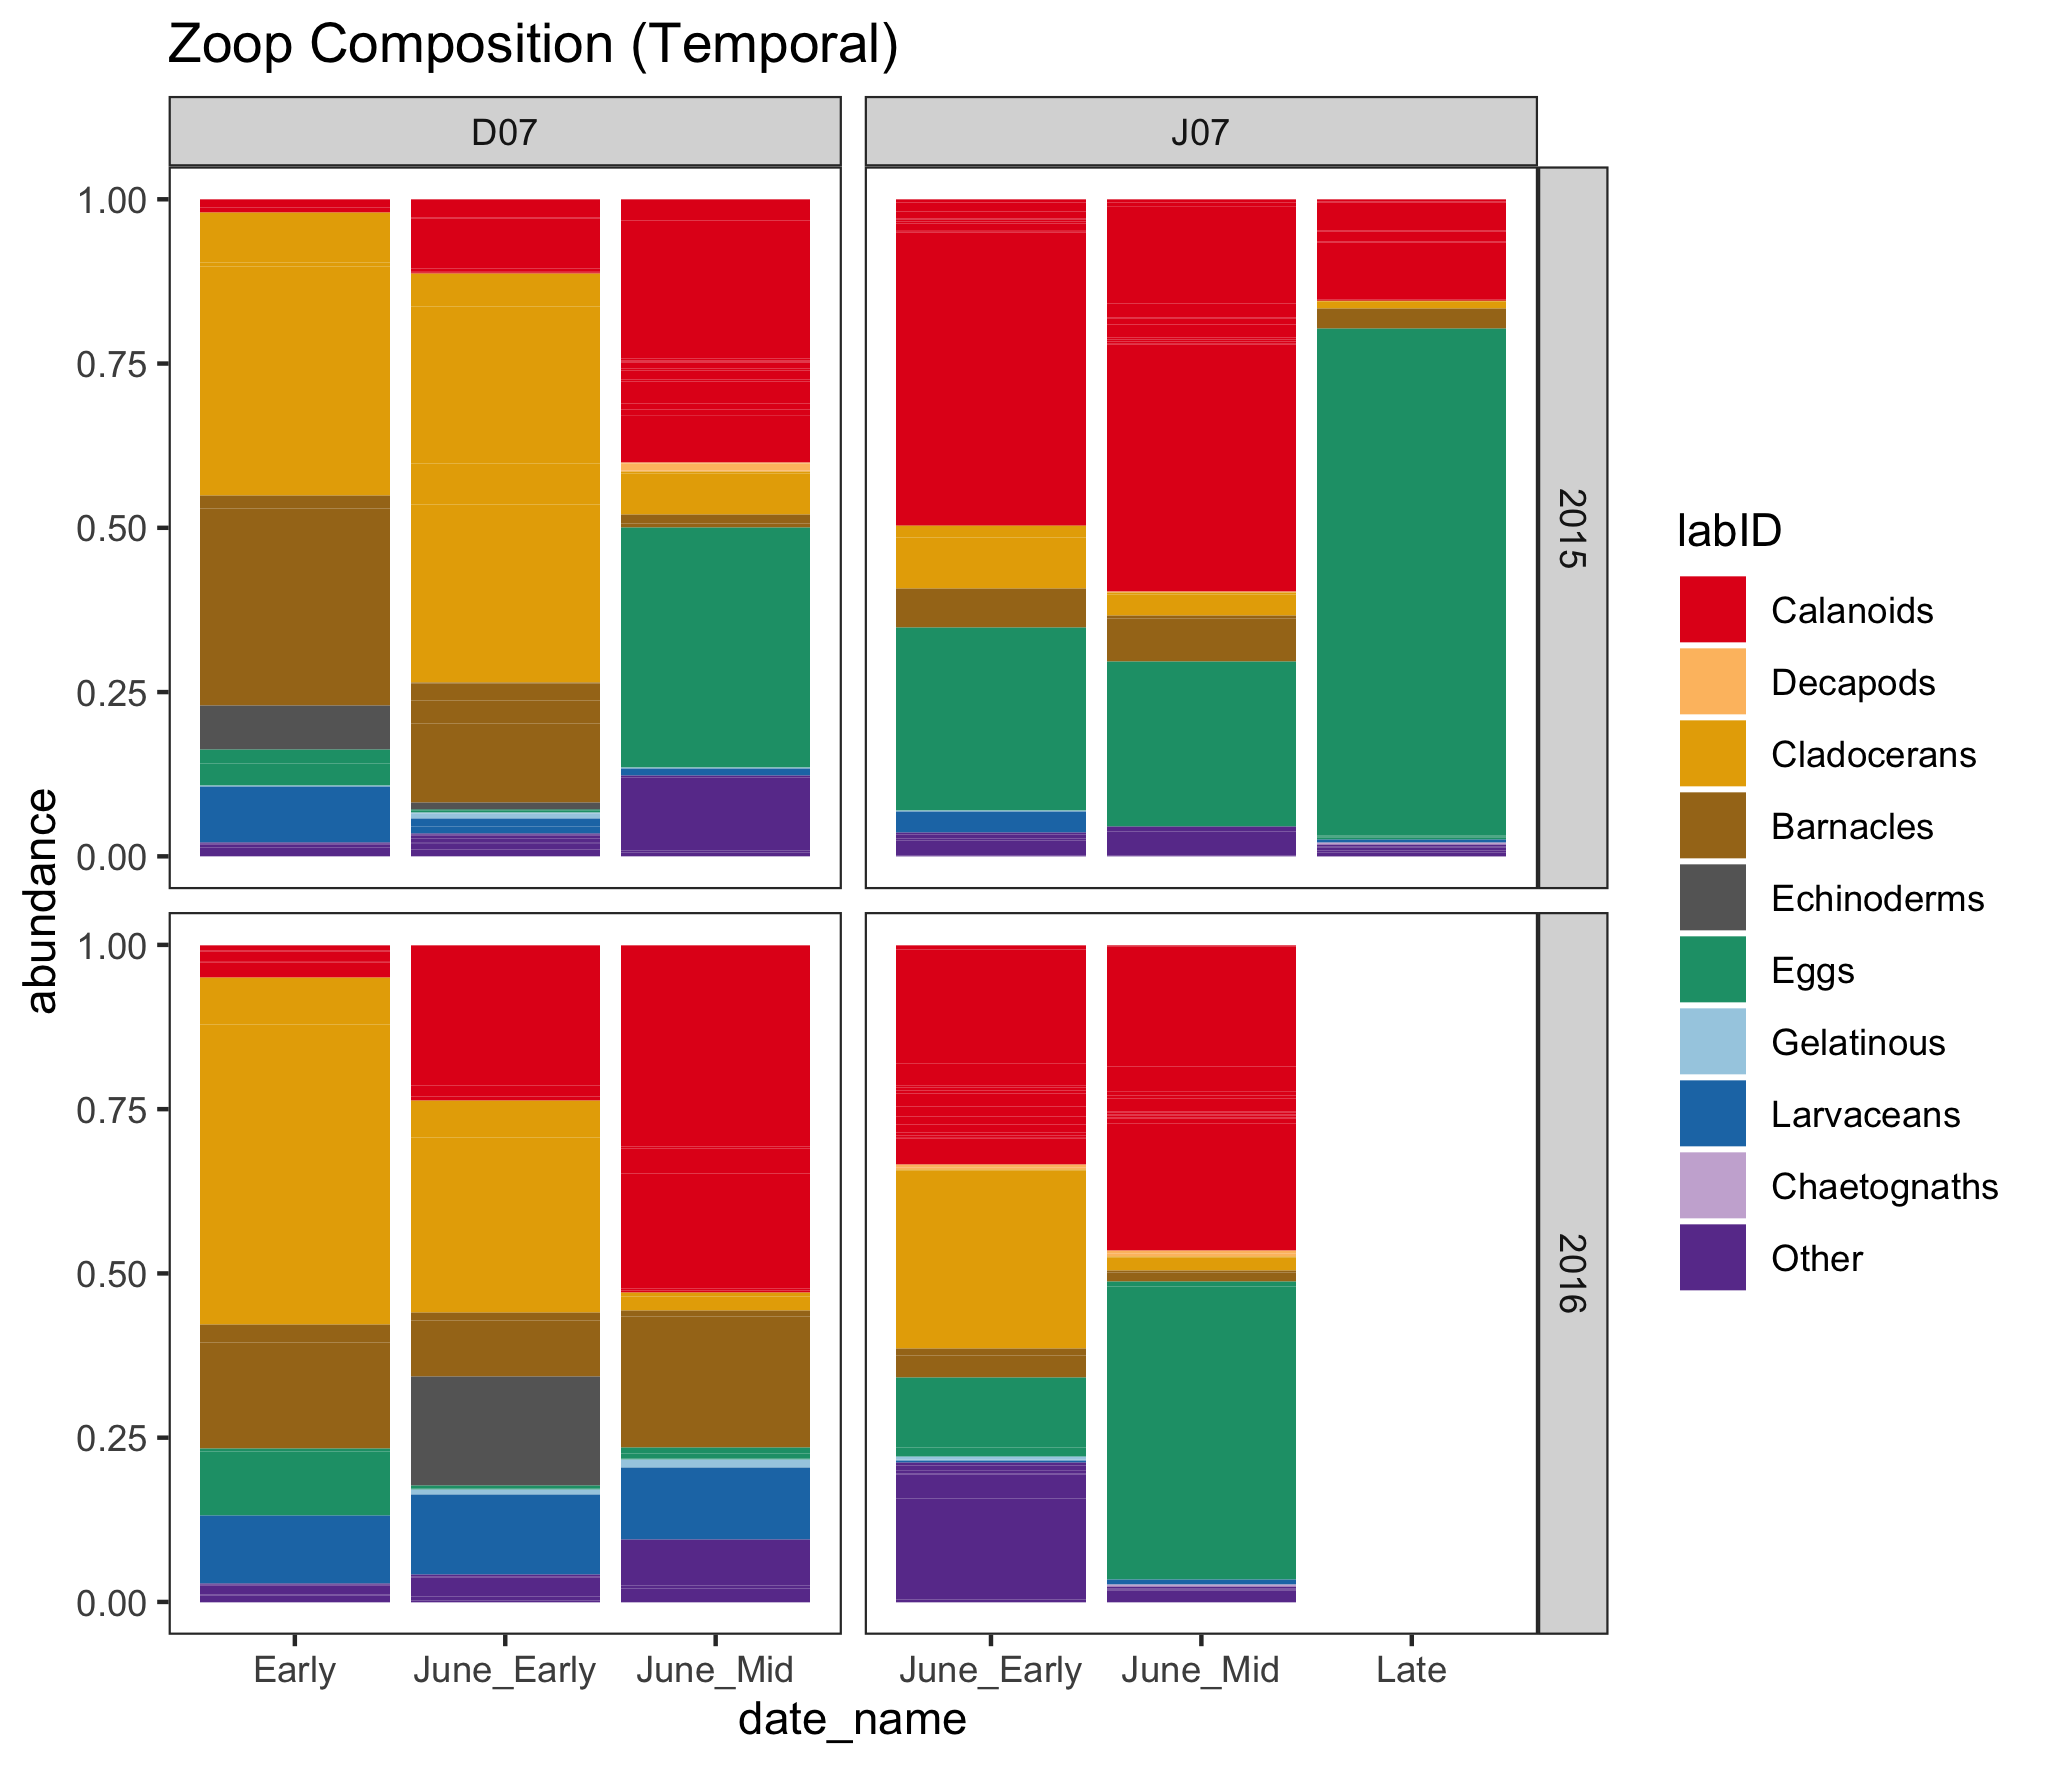 Zoop Composition (Temporal)
D07
J07
1.00
0.75
0.50
0.25
0.00
2015
1.00
0.75
0.50
0.25
0.00
2016
abundance
Early
June_Early
June_Mid
June_Early
June_Mid
Late
date_name
labID
Calanoids
Decapods
Cladocerans
Barnacles
Echinoderms
Eggs
Gelatinous
Larvaceans
Chaetognaths
Other